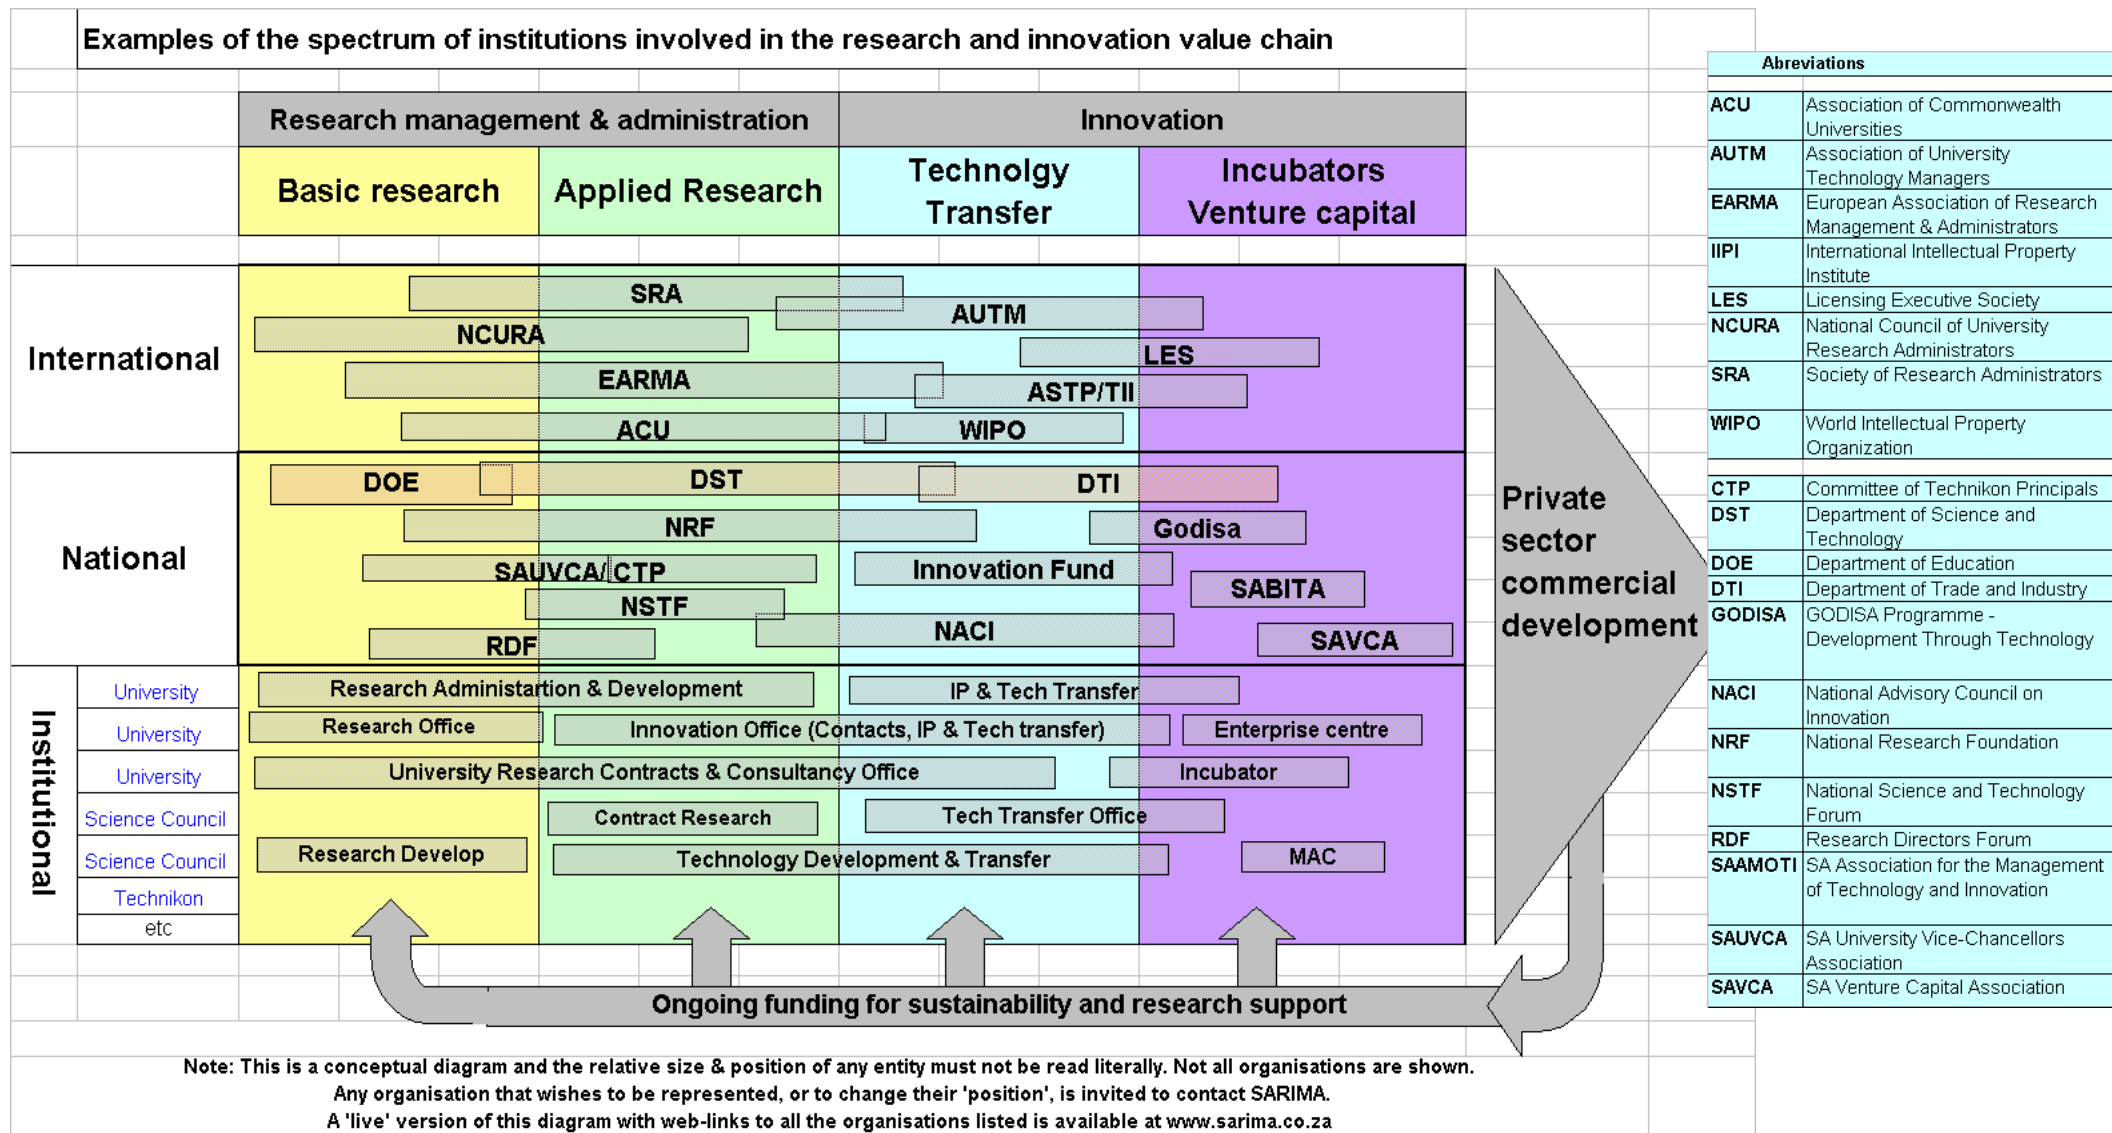 Examples of the spectrum of institutions involved in the research and innovation value chain
Research management & administration
Innovation
Basic research
Applied Research
Technolgy
Transfer
Incubators
Venture capital
International
SRA
AUTM
NCURA
LES
EARMA
ASTP/TII
ACU
WIPO
National
DOE
DST
DTI
NRF
Godisa
SAUVCA/ CTP
Innovation Fund
SABITA
NSTF
NACI
RDF
SAVCA
Institutional
University
Research Administartion & Development
IP & Tech Transfer
University
Research Office
Innovation Office (Contacts, IP & Tech transfer)
Enterprise centre
University
University Research Contracts & Consultancy Office
Incubator
Science Council
Contract Research
Tech Transfer Office
Science Council
Research Develop
Technology Development & Transfer
MAC
Technikon
etc
Private
sector
commercial
development
Ongoing funding for sustainability and research support
Note: This is a conceptual diagram and the relative size & position of any entity must not be read literally. Not all organisations are shown.
Any organisation that wishes to be represented, or to change their 'position', is invited to contact SARIMA.
A 'live' version of this diagram with web-links to all the organisations listed is available at www.sarima.co.za
Abreviations
ACU Association of Commonwealth
Universities
AUTM Association of University
Technology Managers
EARMA European Association of Research
Management & Administrators
IIPI International Intellectual Property
Institute
LES Licensing Executive Society
NCURA National Council of University
Research Administrators
SRA Society of Research Administrators
WIPO World Intellectual Property
Organization
CTP Committee of Technikon Principals
DST Department of Science and
Technology
DOE Department of Education
DTI Department of Trade and Industry
GODISA GODISA Programme -
Development Through Technology
NACI National Advisory Council on
Innovation
NRF National Research Foundation
NSTF National Science and Technology
Forum
RDF Research Directors Forum
SAAMOTI SA Association for the Management
of Technology and Innovation
SAUVCA SA University Vice-Chancellors
Association
SAVCA SA Venture Capital Association